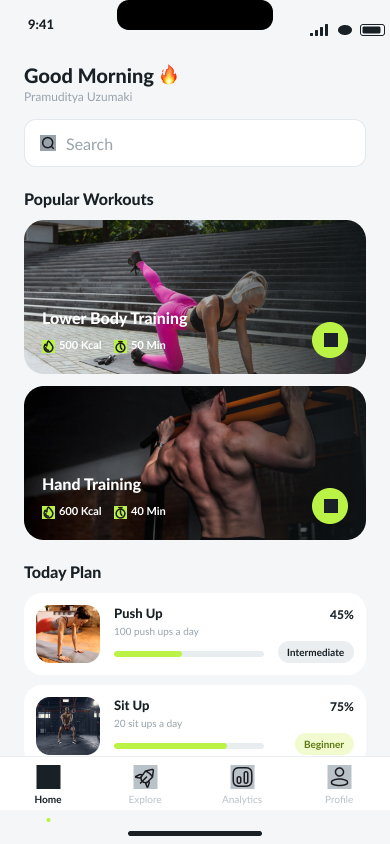 9:41
Good Morning 🔥
Pramuditya Uzumaki
Search
Popular Workouts
Lower Body Training
500 Kcal 50 Min
Hand Training
600 Kcal 40 Min
Today Plan
Push Up 45%
100 push ups a day
Intermediate
Sit Up 75%
20 sit ups a day
Beginner
Home Explore Analytics Profile